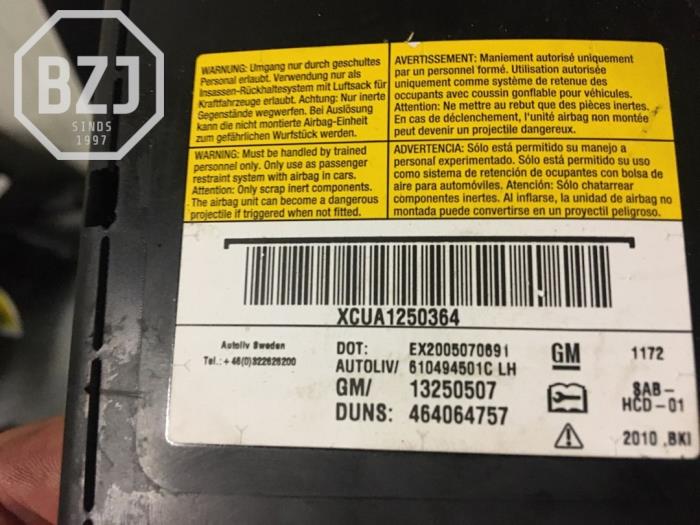 BZJ
SINDS
1997
WARNUNG: Umgang nur durch geschultes
Personal erlaubt. Verwendung nur als
Insassen-Rückhaltesystem mit Luftsack für
Kraftfahrzeuge erlaubt. Achtung: Nur inerte
Gegenstände wegwerfen. Bei Auslösung
kann die nicht montierte Airbag-Einheit
zum gefährlichen Wurfstück werden.
AVERTISSEMENT: Maniement autorisé uniquement
par un personnel formé. Utilisation autorisée
uniquement comme système de retenue des
occupants avec coussin gonflable pour véhicules.
Attention: Ne mettre au rebut que des pièces inertes.
En cas de déclenchement, l'unité airbag non montée
peut devenir un projectile dangereux.
WARNING: Must be handled by trained
personnel only. Only use as passenger
restraint system with airbag in cars.
Attention: Only scrap inert components.
The airbag unit can become a dangerous
projectile if triggered when not fitted.
ADVERTENCIA: Sólo está permitido su manejo a
personal experimentado. Sólo está permitido su uso
como sistema de retención de ocupantes con bolsa de
aire para automóviles. Atención: Sólo chatarrear
componentes inertes. Al inflarse, la unidad de airbag no
montada puede convertirse en un proyectil peligroso.
XCUA1250364
Autoliv Sweden
Tel.: +46(0)322626200
DOT: EX2005070691
AUTOLIV/ 610494501C LH
GM/ 13250507
DUNS: 464064757
GM 1172
SAB-
HCD-01
2010 .BKI